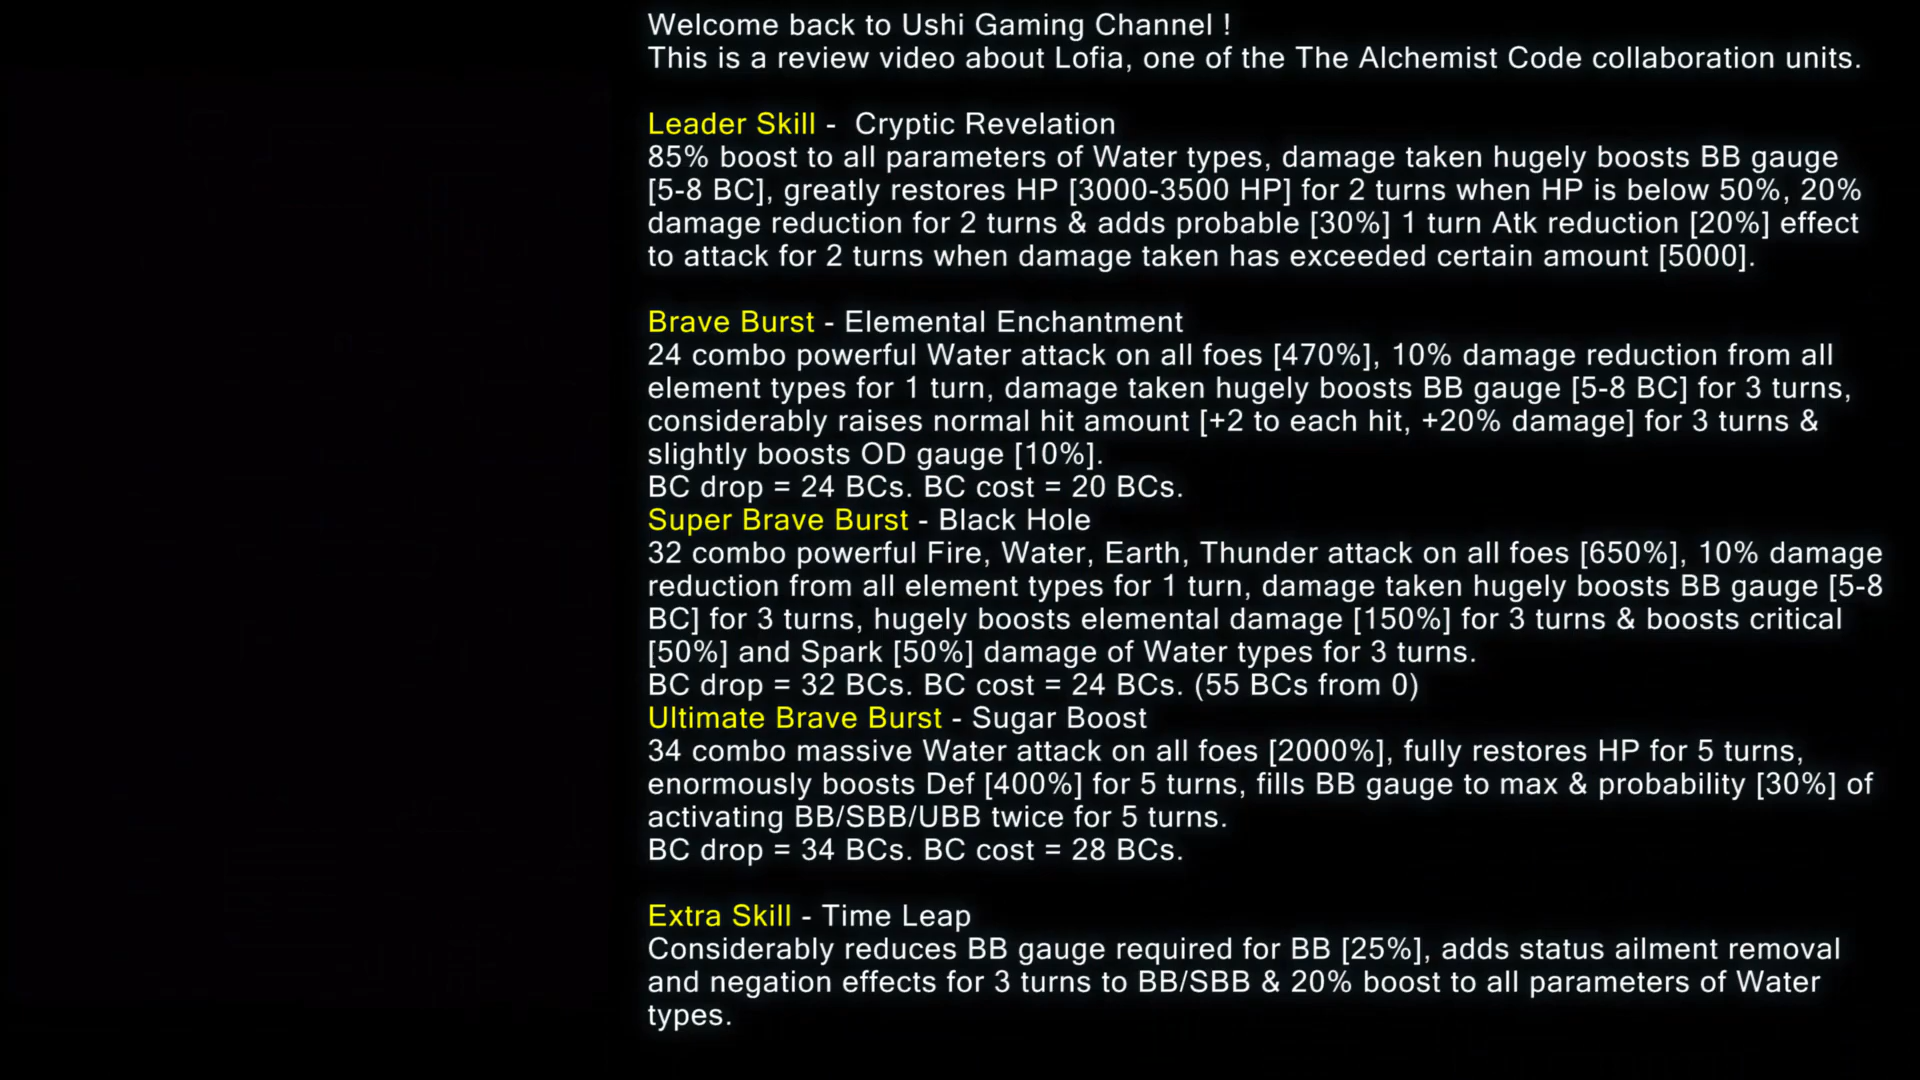 Welcome back to Ushi Gaming Channel !
This is a review video about Lofia, one of the The Alchemist Code collaboration units.
Leader Skill -  Cryptic Revelation
85% boost to all parameters of Water types, damage taken hugely boosts BB gauge
[5-8 BC], greatly restores HP [3000-3500 HP] for 2 turns when HP is below 50%, 20%
damage reduction for 2 turns & adds probable [30%] 1 turn Atk reduction [20%] effect
to attack for 2 turns when damage taken has exceeded certain amount [5000].
Brave Burst - Elemental Enchantment
24 combo powerful Water attack on all foes [470%], 10% damage reduction from all
element types for 1 turn, damage taken hugely boosts BB gauge [5-8 BC] for 3 turns,
considerably raises normal hit amount [+2 to each hit, +20% damage] for 3 turns &
slightly boosts OD gauge [10%].
BC drop = 24 BCs. BC cost = 20 BCs.
Super Brave Burst - Black Hole
32 combo powerful Fire, Water, Earth, Thunder attack on all foes [650%], 10% damage
reduction from all element types for 1 turn, damage taken hugely boosts BB gauge [5-8
BC] for 3 turns, hugely boosts elemental damage [150%] for 3 turns & boosts critical
[50%] and Spark [50%] damage of Water types for 3 turns.
BC drop = 32 BCs. BC cost = 24 BCs. (55 BCs from 0)
Ultimate Brave Burst - Sugar Boost
34 combo massive Water attack on all foes [2000%], fully restores HP for 5 turns,
enormously boosts Def [400%] for 5 turns, fills BB gauge to max & probability [30%] of
activating BB/SBB/UBB twice for 5 turns.
BC drop = 34 BCs. BC cost = 28 BCs.
Extra Skill - Time Leap
Considerably reduces BB gauge required for BB [25%], adds status ailment removal
and negation effects for 3 turns to BB/SBB & 20% boost to all parameters of Water
types.